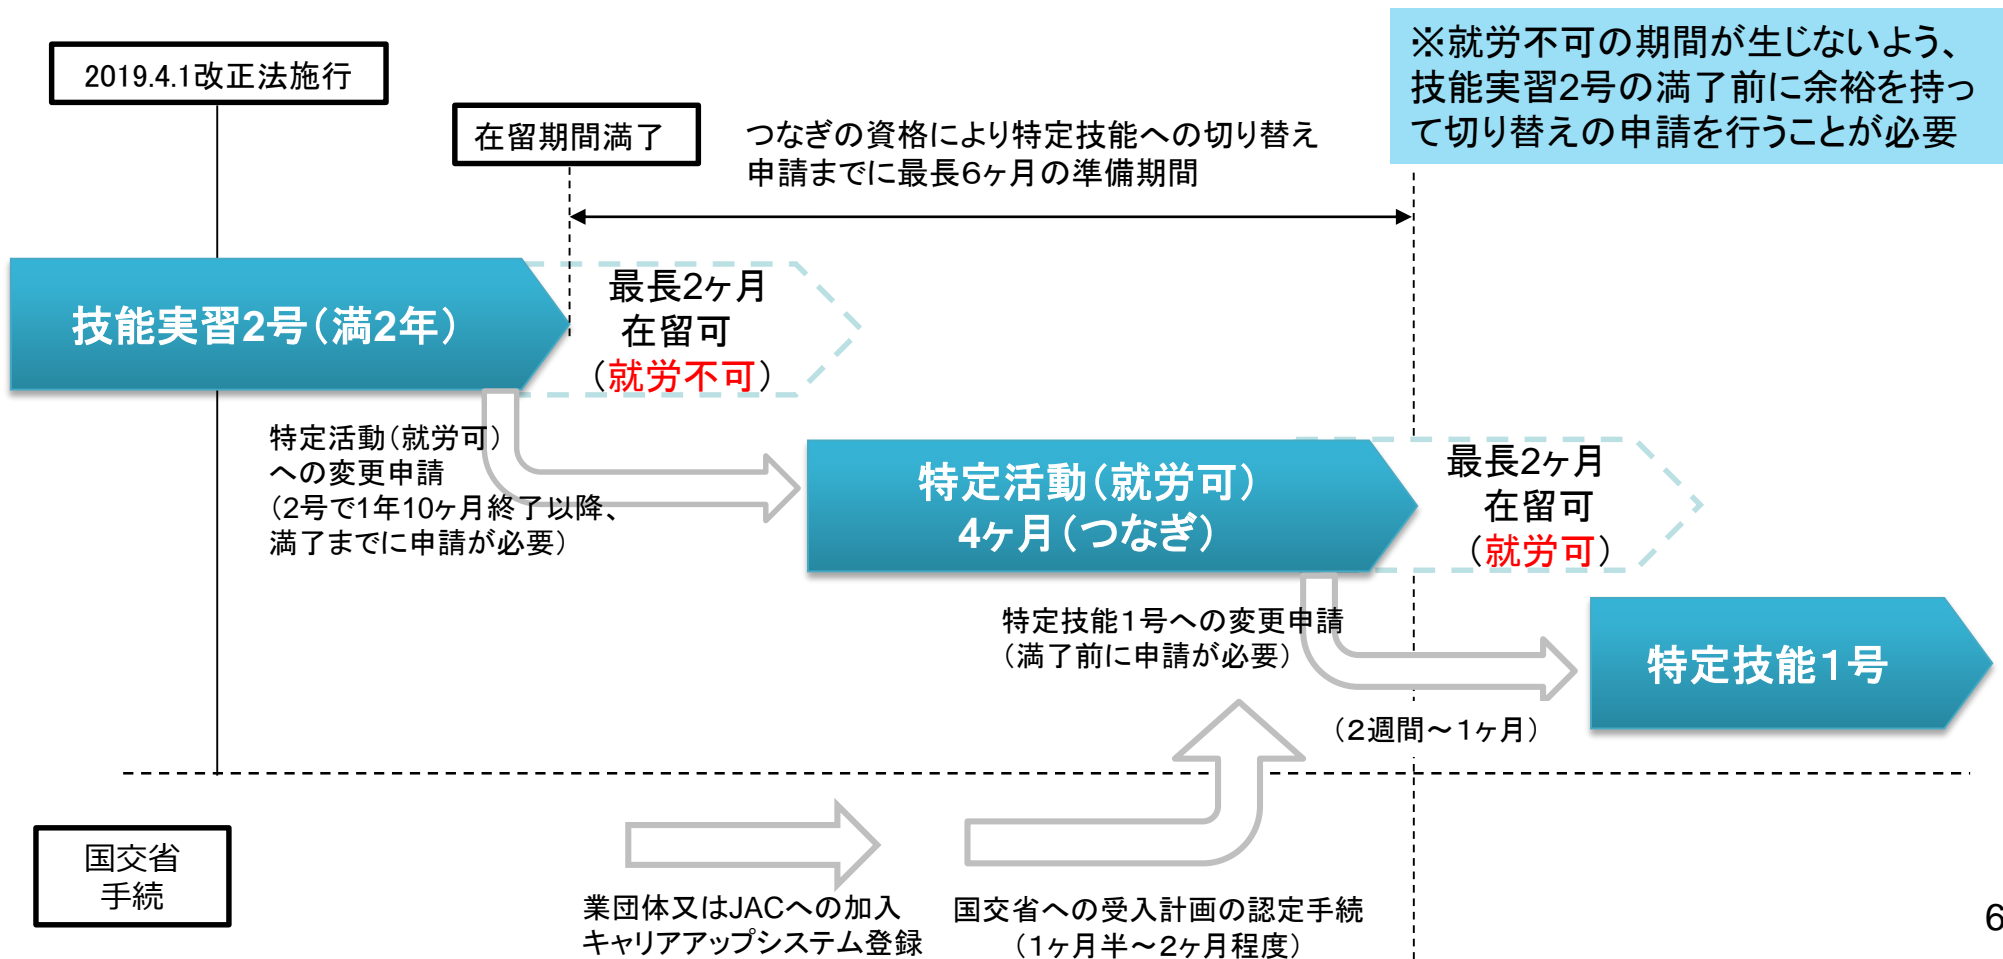 2019.4.1改正法施行
※就労不可の期間が生じないよう、
技能実習2号の満了前に余裕を持っ
て切り替えの申請を行うことが必要
在留期間満了
つなぎの資格により特定技能への切り替え
申請までに最長6ヶ月の準備期間
技能実習2号（満2年）
最長2ヶ月
在留可
（就労不可）
特定活動（就労可）
への変更申請
（2号で1年10ヶ月終了以降、
満了までに申請が必要）
特定活動（就労可）
4ヶ月（つなぎ）
最長2ヶ月
在留可
（就労可）
特定技能１号への変更申請
（満了前に申請が必要）
特定技能１号
（２週間～１ヶ月）
国交省
手続
業団体又はJACへの加入
キャリアアップシステム登録
国交省への受入計画の認定手続
（１ヶ月半～２ヶ月程度）
6